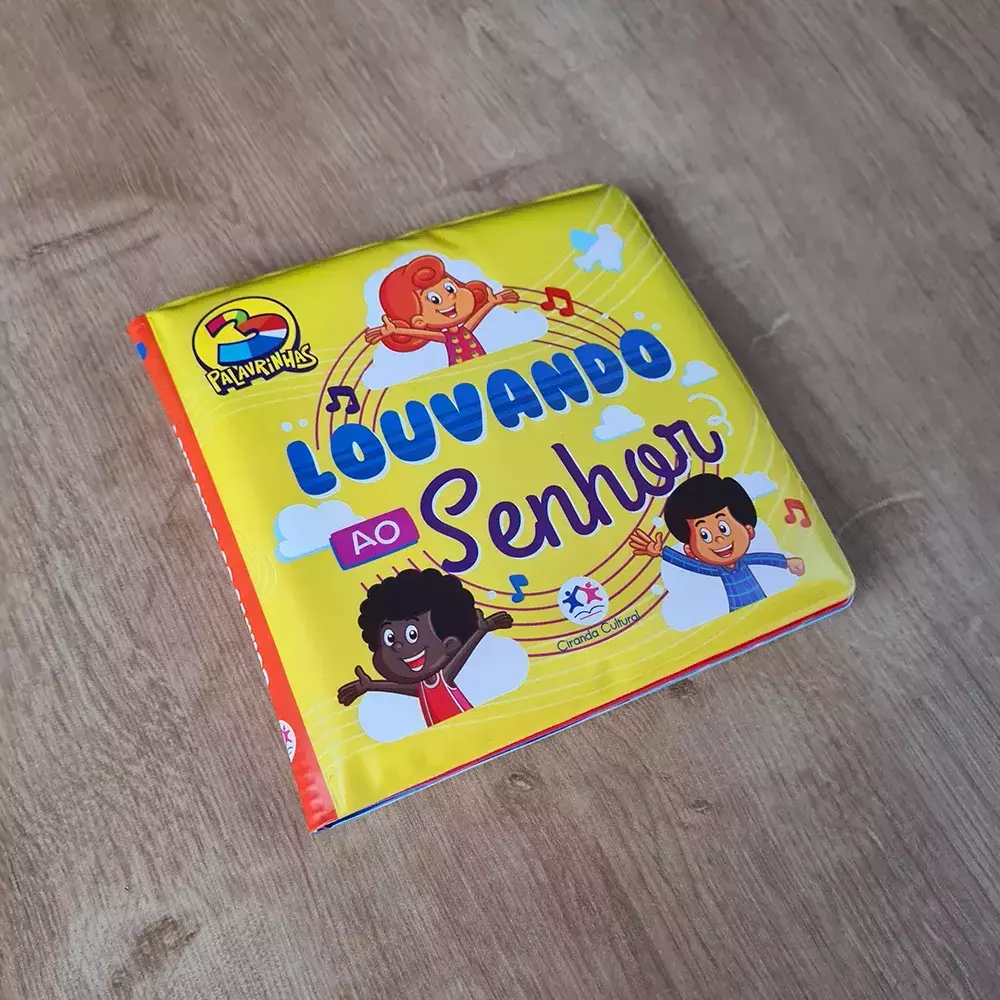 3
PALAVRINHAS
LOUVANDO
AO
Senhor
Ciranda Cultural